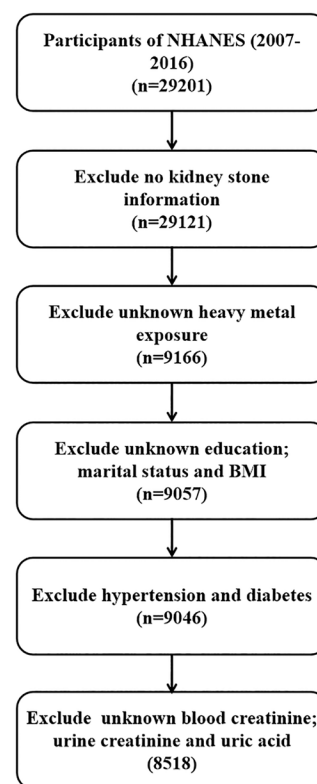 Participants of NHANES (2007-
2016)
(n=29201)
Exclude no kidney stone
information
(n=29121)
Exclude unknown heavy metal
exposure
(n=9166)
Exclude unknown education;
marital status and BMI
(n=9057)
Exclude hypertension and diabetes
(n=9046)
Exclude  unknown blood creatinine;
urine creatinine and uric acid
(8518)